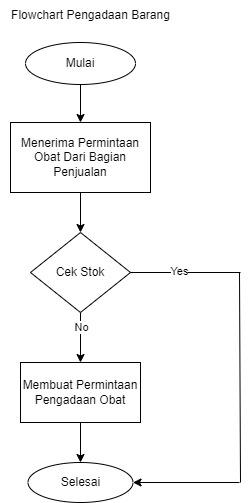 Flowchart Pengadaan Barang
Mulai
Menerima Permintaan
Obat Dari Bagian
Penjualan
Cek Stok
Yes
No
Membuat Permintaan
Pengadaan Obat
Selesai